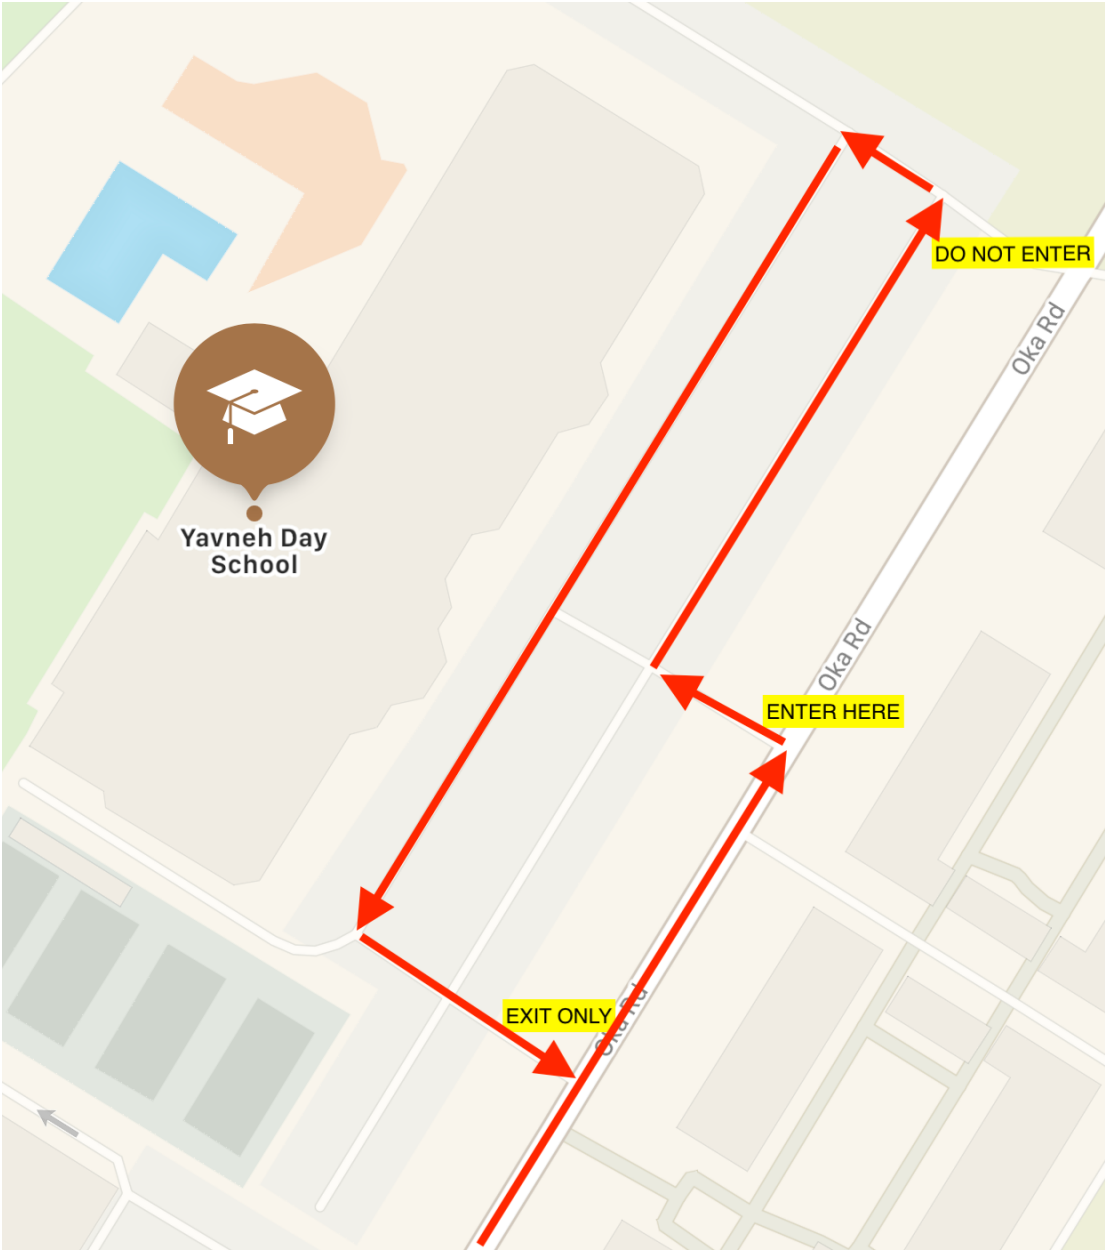 DO NOT ENTER
Oka Rd
Yavneh Day
School
Oka Rd
ENTER HERE
EXIT ONLY
Oka Rd